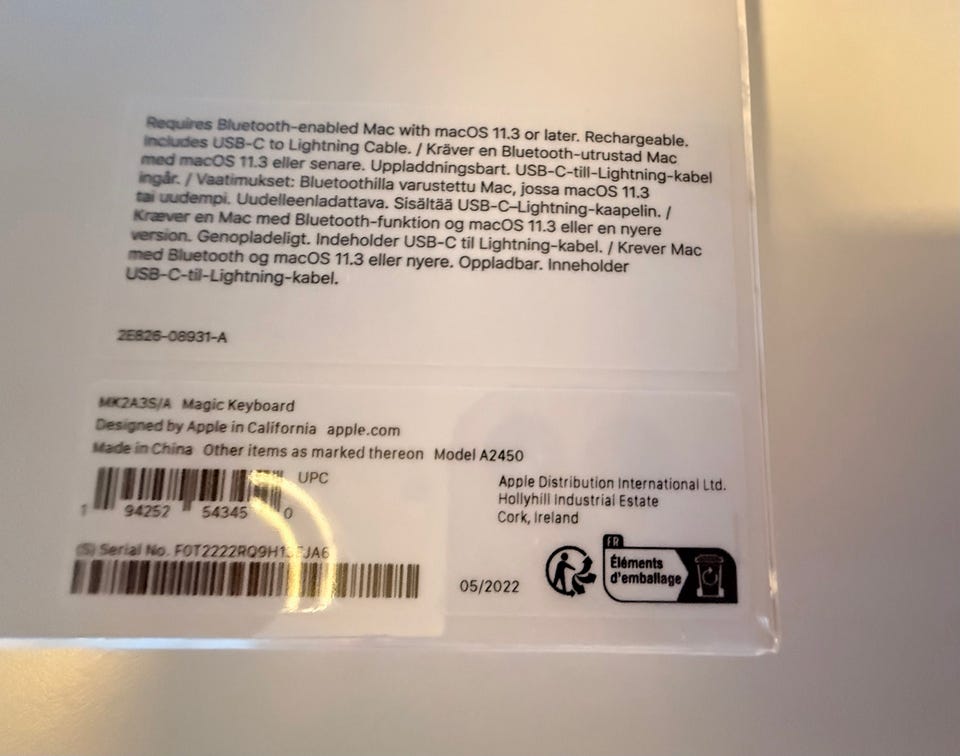 Requires Bluetooth-enabled Mac with macOS 11.3 or later. Rechargeable.
Includes USB-C to Lightning Cable. / Kräver en Bluetooth-utrustad Mac
med macOS 11.3 eller senare. Uppladdningsbart. USB-C-till-Lightning-kabel
ingår. / Vaatimukset: Bluetoothilla varustettu Mac, jossa macOS 11.3
tai uudempi. Uudelleenladattava. Sisältää USB-C–Lightning-kaapelin. /
Kræver en Mac med Bluetooth-funktion og macOS 11.3 eller en nyere
version. Genopladeligt. Indeholder USB-C til Lightning-kabel. / Krever Mac
med Bluetooth og macOS 11.3 eller nyere. Oppladbar. Inneholder
USB-C-til-Lightning-kabel.
2E826-08931-A
MK2A3S/A Magic Keyboard
Designed by Apple in California apple.com
Made in China Other items as marked thereon Model A2450
UPC
1 94252 54345 0
(S) Serial No.
Apple Distribution International Ltd.
Hollyhill Industrial Estate
Cork, Ireland
05/2022
FR
Éléments
d'emballage